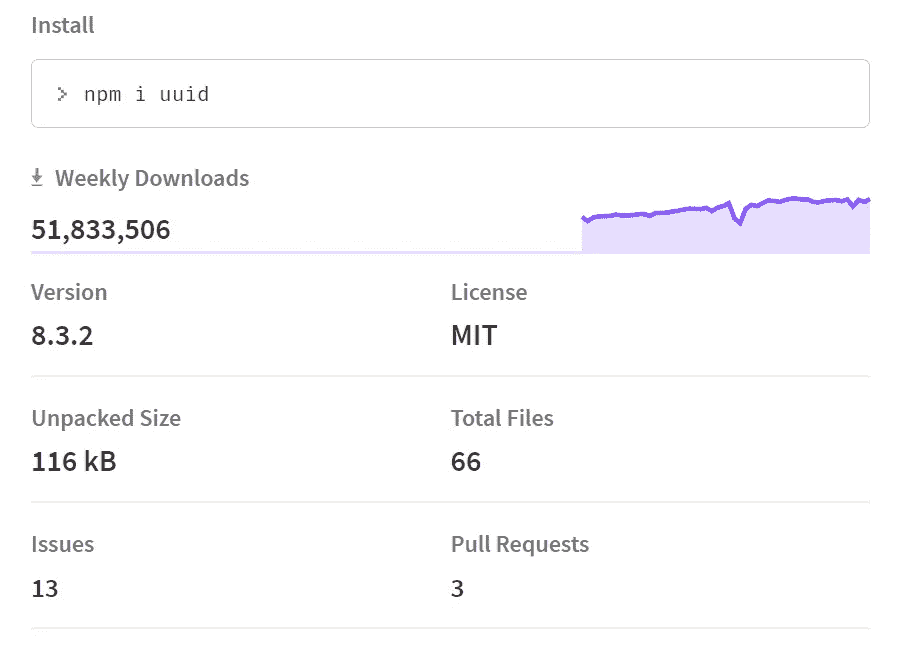 Install
> npm i uuid
Weekly Downloads
51,833,506
Version
License
8.3.2
MIT
Unpacked Size
Total Files
116 kB
66
Issues
Pull Requests
13
3